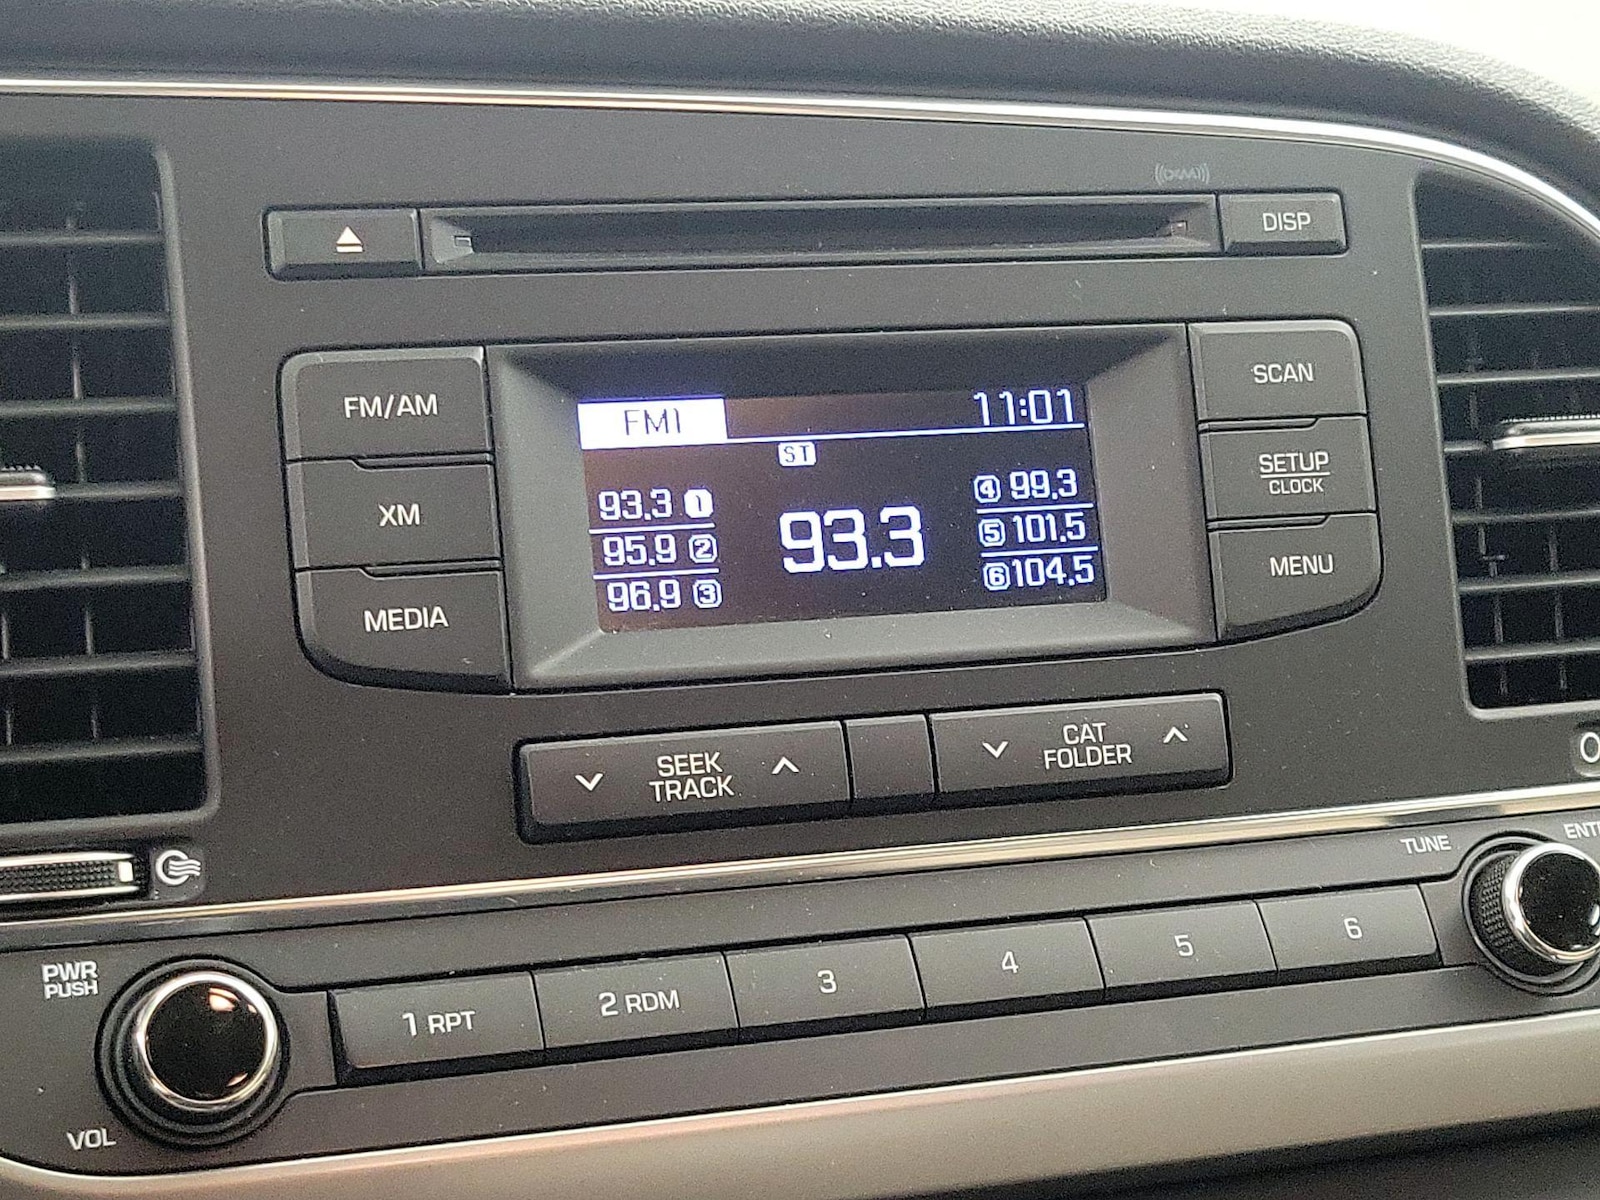 DISP
FM/AM
XM
MEDIA
FM1 11:01
ST
93.3 1
95.9 2
96.9 3
93.3
4 99.3
5 101.5
6 104.5
SCAN
SETUP
CLOCK
MENU
SEEK
TRACK
CAT
FOLDER
TUNE
PWR
PUSH
VOL
1 RPT
2 RDM
3
4
5
6